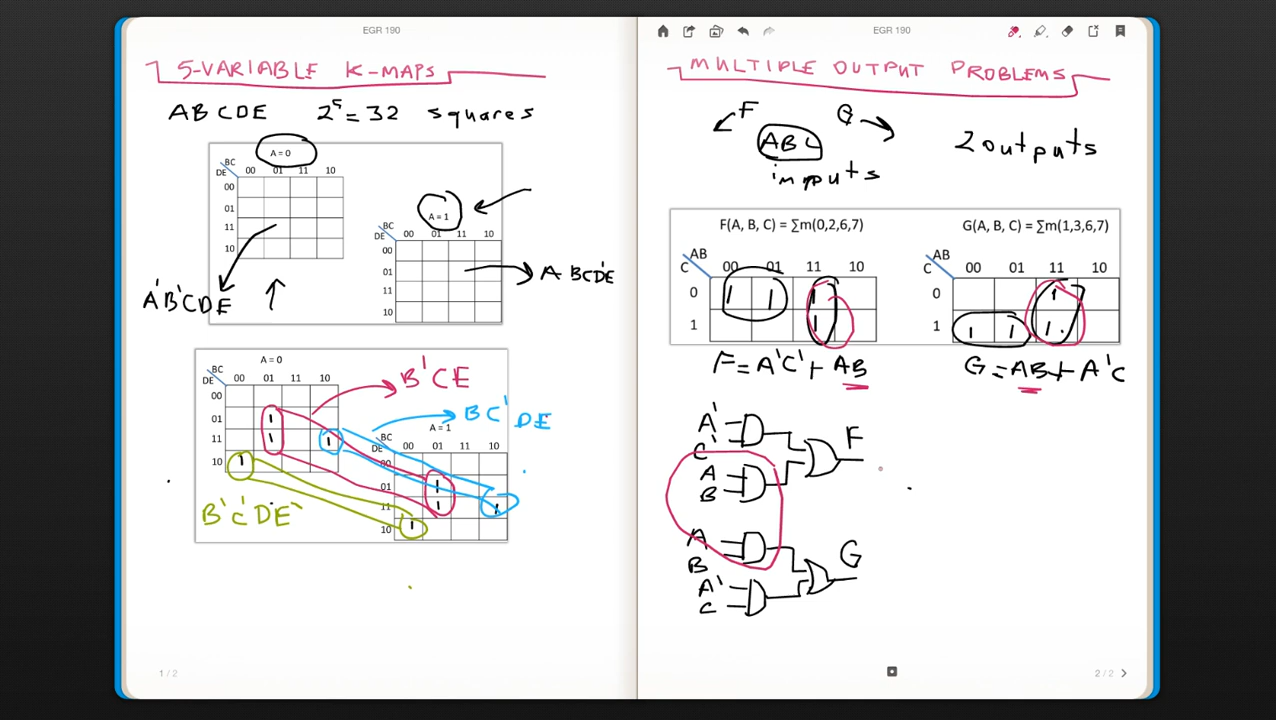 EGR 190
5-VARIABLE K-MAPS
ABCDE 2⁵=32 squares
A = 0
BC
DE 00 01 11 10
00
01
11
10
A'B'CDE
A = 1
BC
DE 00 01 11 10
00
01
11
10
A BCD'E
A = 0
BC
DE 00 01 11 10
00
01 1
11 1 1
10 1
B'CE
BC'DE
B'C'DE'
A = 1
BC
DE 00 01 11 10
00
01 1
11 1 1
10 1
1 / 2
EGR 190
MULTIPLE OUTPUT PROBLEMS
F G
ABC 2 outputs
inputs
F(A, B, C) = ∑m(0,2,6,7)
AB
C 00 01 11 10
0 1 1 1
1 1
F = A'C' + AB
G(A, B, C) = ∑m(1,3,6,7)
AB
C 00 01 11 10
0 1
1 1 1 1
G = AB + A'C
A'
C'
A
B
F
A
B
A'
C
G
2 / 2